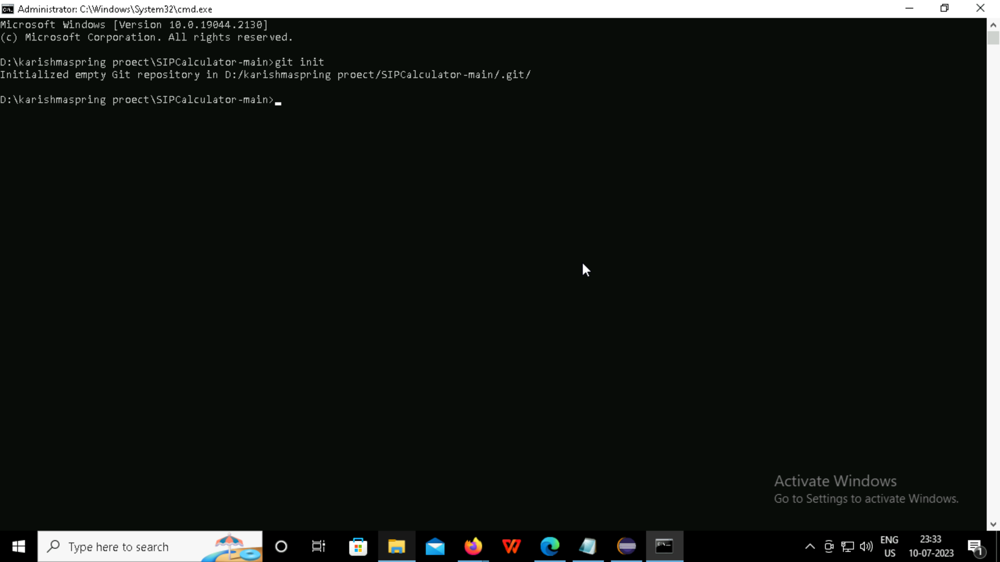 Administrator: C:\Windows\System32\cmd.exe
Microsoft Windows [Version 10.0.19044.2130]
(c) Microsoft Corporation. All rights reserved.
D:\karishmaspring proect\SIPCalculator-main>git init
Initialized empty Git repository in D:/karishmaspring proect/SIPCalculator-main/.git/
D:\karishmaspring proect\SIPCalculator-main>
Activate Windows
Go to Settings to activate Windows.
Type here to search
ENG
US
23:33
10-07-2023
1